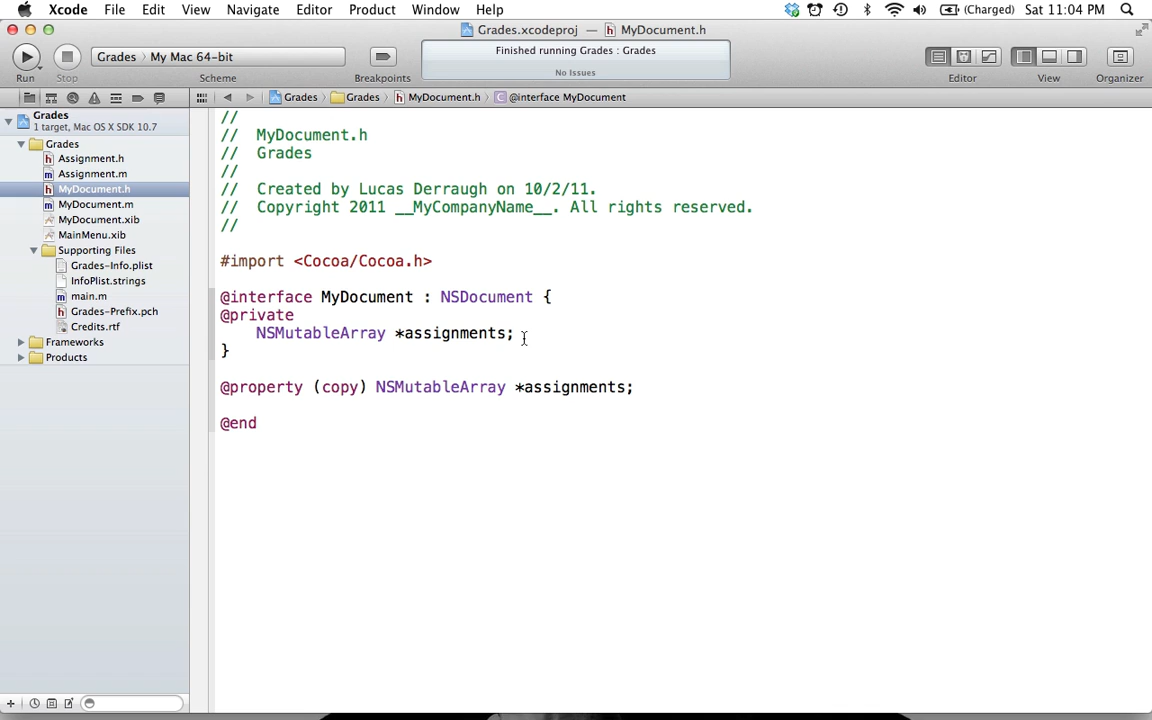 Xcode File Edit View Navigate Editor Product Window Help (Charged) Sat 11:04 PM
Grades.xcodeproj — MyDocument.h
Run Stop Grades › My Mac 64-bit Scheme Breakpoints Finished running Grades : Grades No Issues Editor View Organizer
Grades › Grades › MyDocument.h › @interface MyDocument
Grades
1 target, Mac OS X SDK 10.7
Grades
Assignment.h
Assignment.m
MyDocument.h
MyDocument.m
MyDocument.xib
MainMenu.xib
Supporting Files
Grades-Info.plist
InfoPlist.strings
main.m
Grades-Prefix.pch
Credits.rtf
Frameworks
Products
//
//  MyDocument.h
//  Grades
//
//  Created by Lucas Derraugh on 10/2/11.
//  Copyright 2011 __MyCompanyName__. All rights reserved.
//
#import <Cocoa/Cocoa.h>
@interface MyDocument : NSDocument {
@private
    NSMutableArray *assignments;
}
@property (copy) NSMutableArray *assignments;
@end